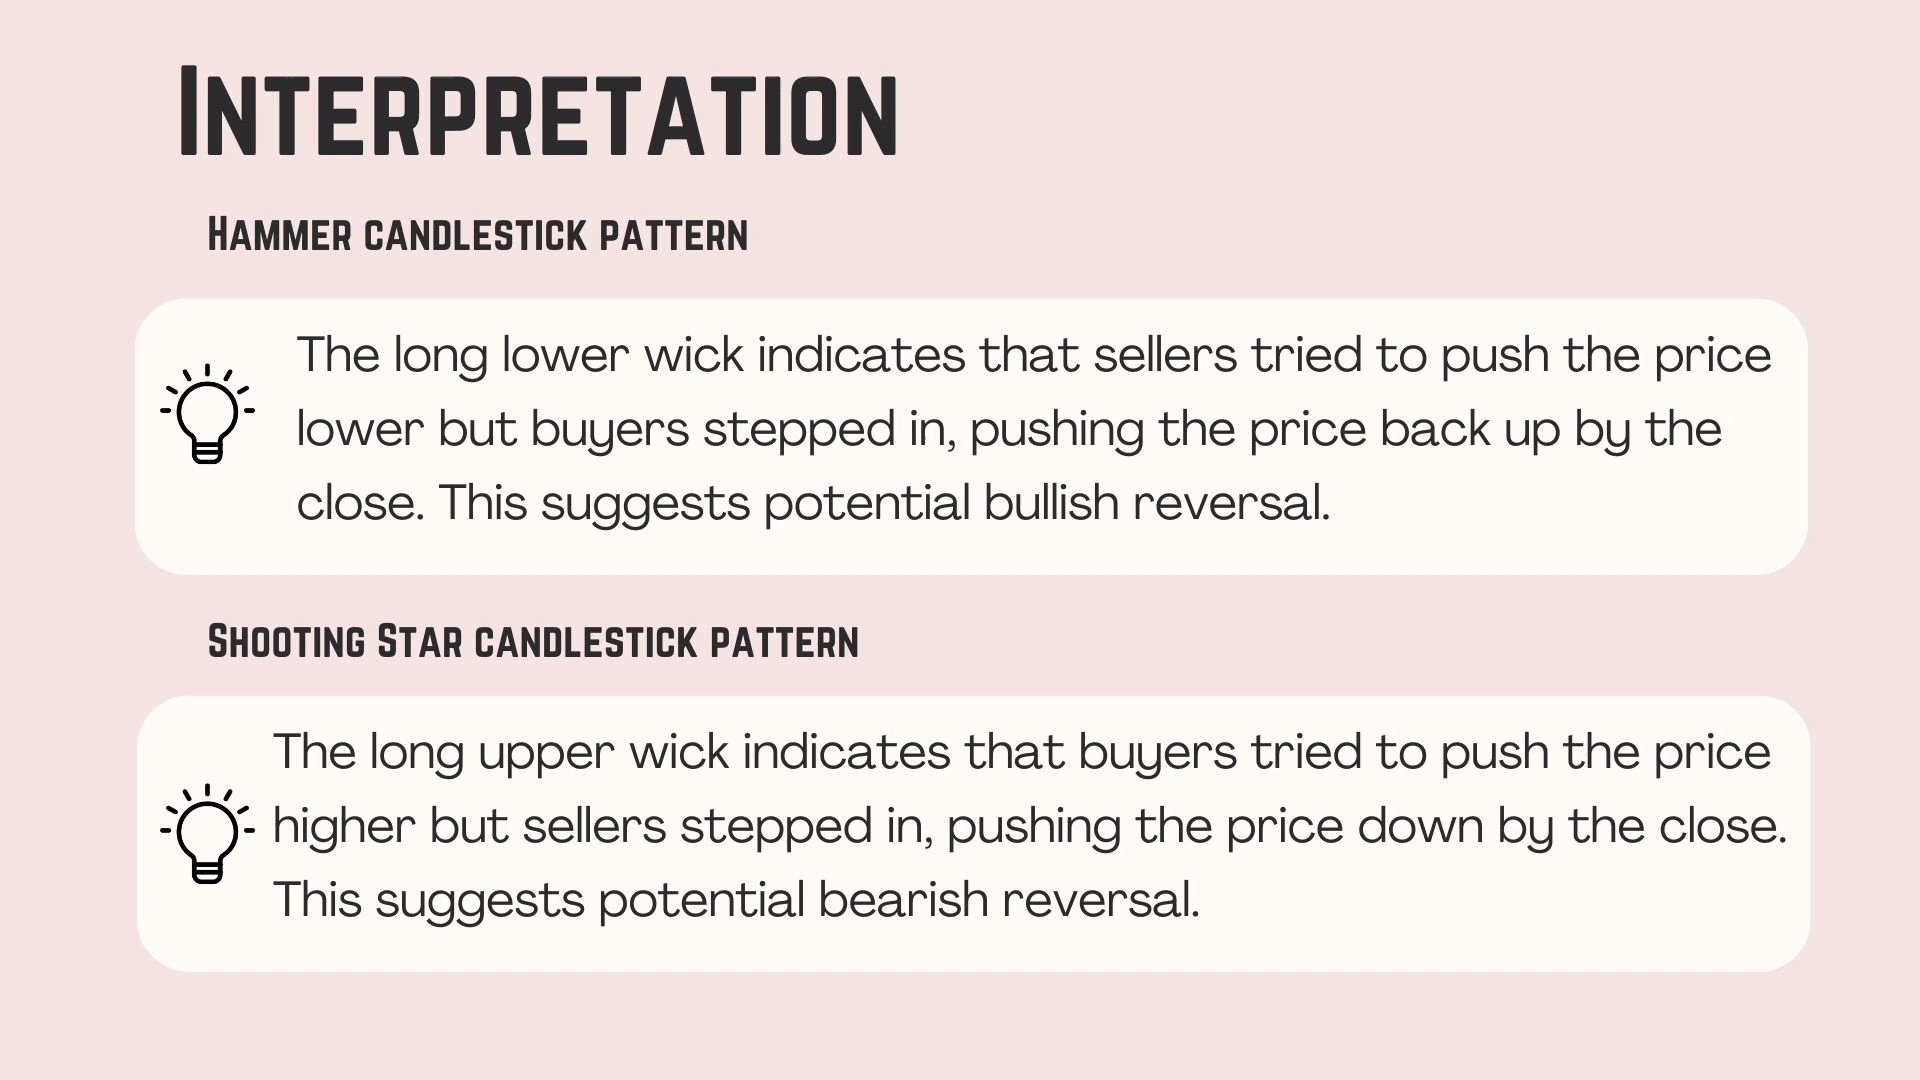 Interpretation
Hammer candlestick pattern
The long lower wick indicates that sellers tried to push the price
lower but buyers stepped in, pushing the price back up by the
close. This suggests potential bullish reversal.
Shooting Star candlestick pattern
The long upper wick indicates that buyers tried to push the price
higher but sellers stepped in, pushing the price down by the close.
This suggests potential bearish reversal.